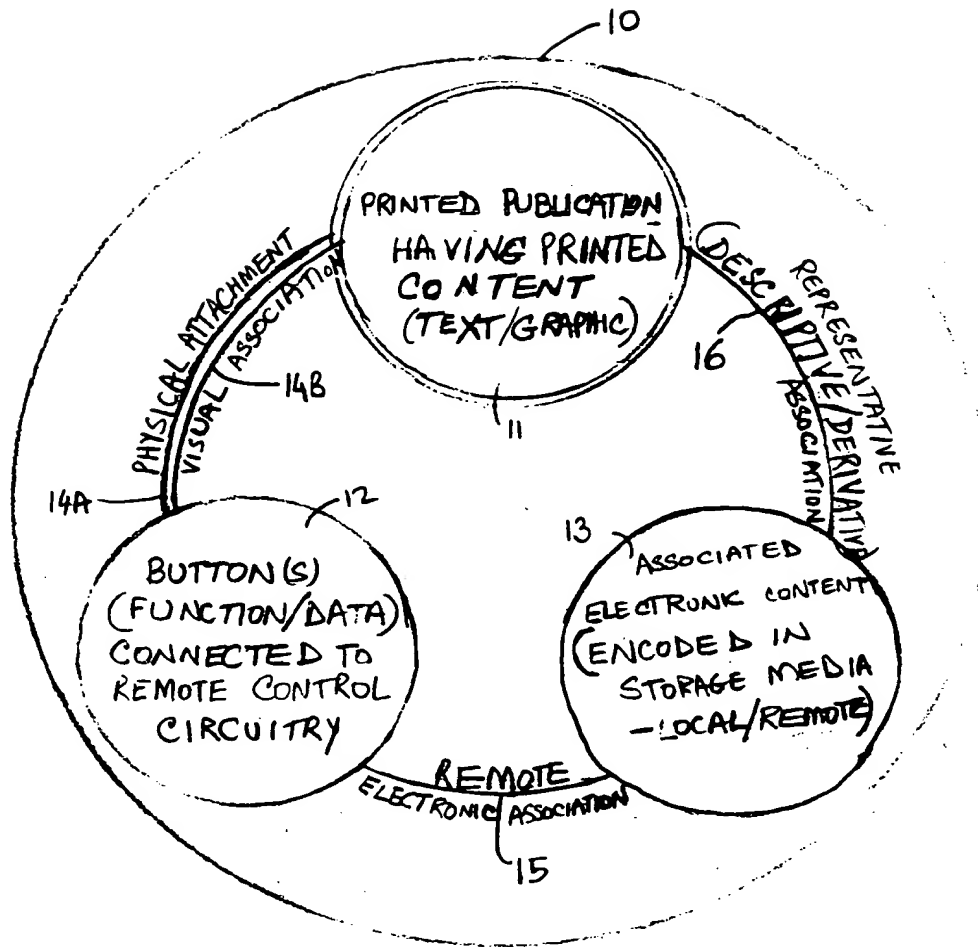 10
PRINTED PUBLICATION
HAVING PRINTED
CONTENT
(TEXT/GRAPHIC)
11
PHYSICAL ATTACHMENT
VISUAL ASSOCIATION
14B
14A
(DESCRIPTIVE/DERIVATIVE)
REPRESENTATIVE
ASSOCIATION
16
12
BUTTON(S)
(FUNCTION/DATA)
CONNECTED TO
REMOTE CONTROL
CIRCUITRY
13
ASSOCIATED
ELECTRONIC CONTENT
(ENCODED IN
STORAGE MEDIA
-LOCAL/REMOTE)
REMOTE
ELECTRONIC ASSOCIATION
15